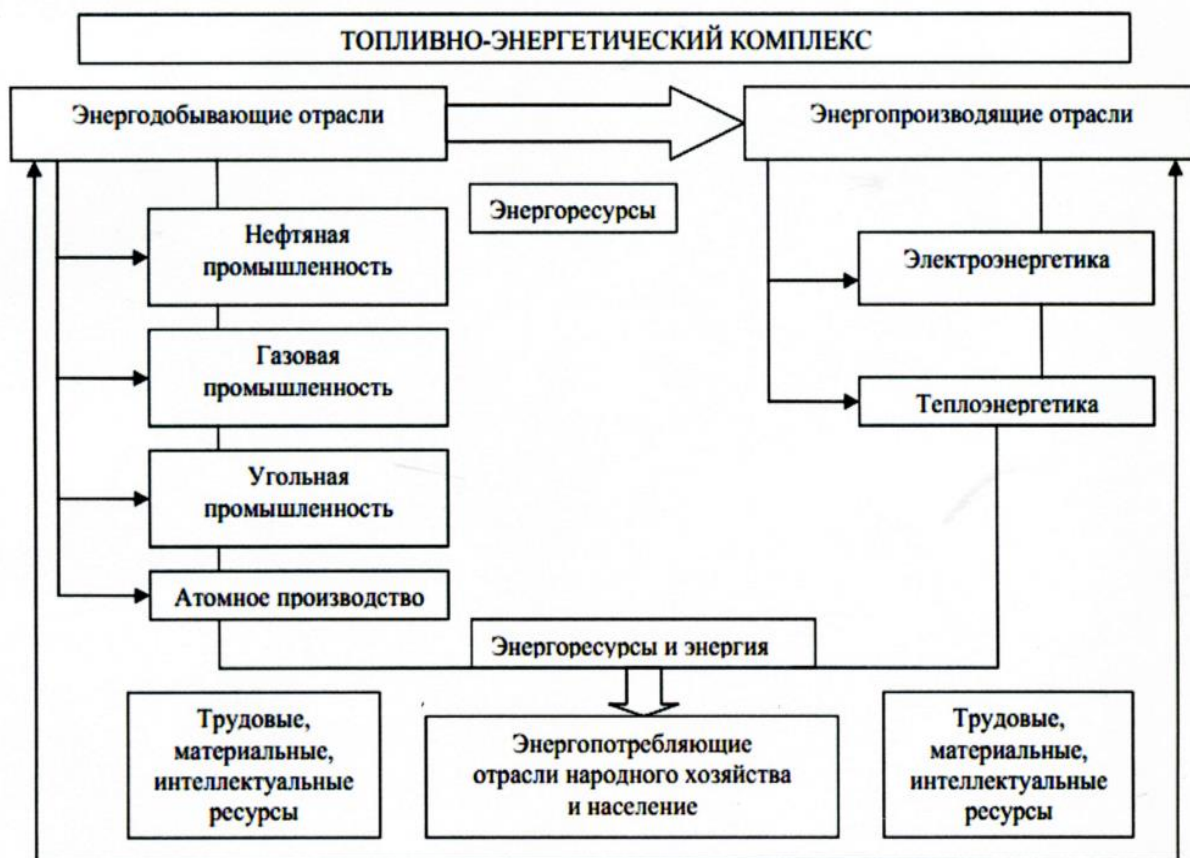 ТОПЛИВНО-ЭНЕРГЕТИЧЕСКИЙ КОМПЛЕКС
Энергодобывающие отрасли
Энергопроизводящие отрасли
Энергоресурсы
Нефтяная
промышленность
Электроэнергетика
Газовая
промышленность
Теплоэнергетика
Угольная
промышленность
Атомное производство
Энергоресурсы и энергия
Трудовые,
материальные,
интеллектуальные
ресурсы
Энергопотребляющие
отрасли народного хозяйства
и население
Трудовые,
материальные,
интеллектуальные
ресурсы